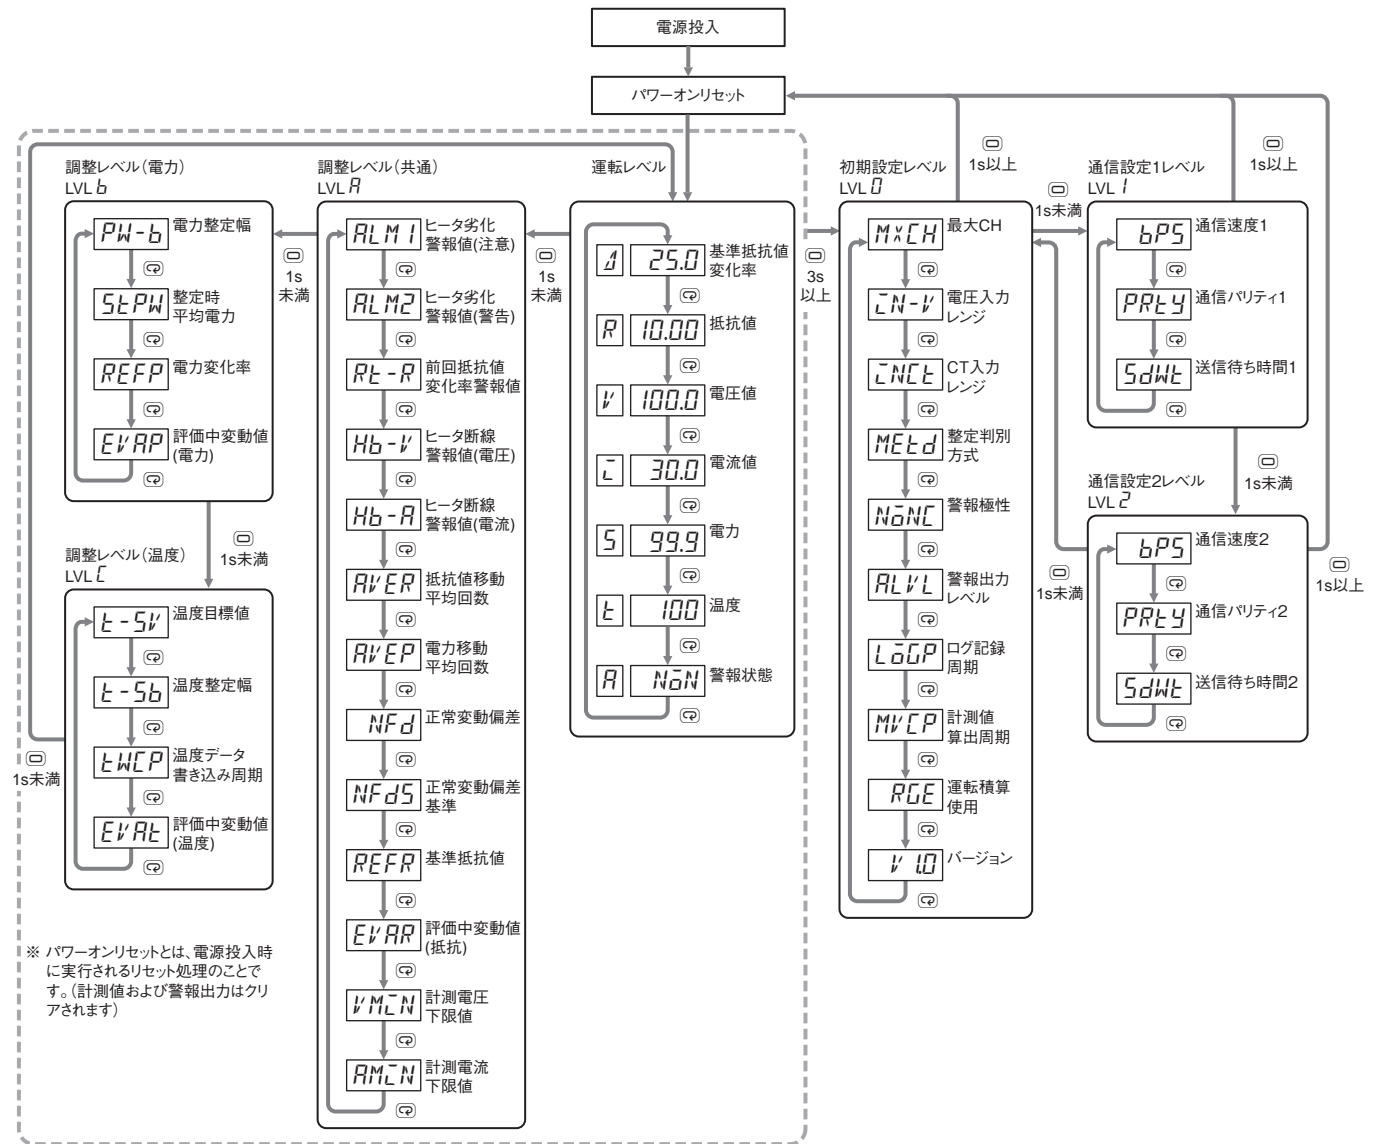 電源投入
パワーオンリセット
調整レベル(電力)
LVL b
PW-b
電力整定幅
StPW
整定時
平均電力
REFP
電力変化率
EVAP
評価中変動値
(電力)
1s
未満
1s未満
調整レベル(温度)
LVL C
t-SV
温度目標値
t-Sb
温度整定幅
tWCP
温度データ
書き込み周期
EVAt
評価中変動値
(温度)
1s未満
※ パワーオンリセットとは、電源投入時
に実行されるリセット処理のことで
す。(計測値および警報出力はクリ
アされます)
調整レベル(共通)
LVL A
ALM1
ヒータ劣化
警報値(注意)
ALM2
ヒータ劣化
警報値(警告)
Rt-R
前回抵抗値
変化率警報値
Hb-V
ヒータ断線
警報値(電圧)
Hb-A
ヒータ断線
警報値(電流)
AVER
抵抗値移動
平均回数
AVEP
電力移動
平均回数
NFd
正常変動偏差
NFdS
正常変動偏差
基準
REFR
基準抵抗値
EVAR
評価中変動値
(抵抗)
VMIN
計測電圧
下限値
AMIN
計測電流
下限値
1s
未満
運転レベル
Δ 25.0
基準抵抗値
変化率
R 10.00
抵抗値
V 100.0
電圧値
i 30.0
電流値
S 99.9
電力
t 100
温度
A NoN
警報状態
3s
以上
初期設定レベル
LVL 0
MXCH
最大CH
IN-V
電圧入力
レンジ
INCt
CT入力
レンジ
MEtd
整定判別
方式
NoNC
警報極性
ALVL
警報出力
レベル
LoGP
ログ記録
周期
MVCP
計測値
算出周期
RGE
運転積算
使用
V 1.0
バージョン
1s以上
1s未満
通信設定1レベル
LVL 1
bPS
通信速度1
PRtY
通信パリティ1
SdWt
送信待ち時間1
1s以上
1s未満
通信設定2レベル
LVL 2
bPS
通信速度2
PRtY
通信パリティ2
SdWt
送信待ち時間2
1s未満
1s以上